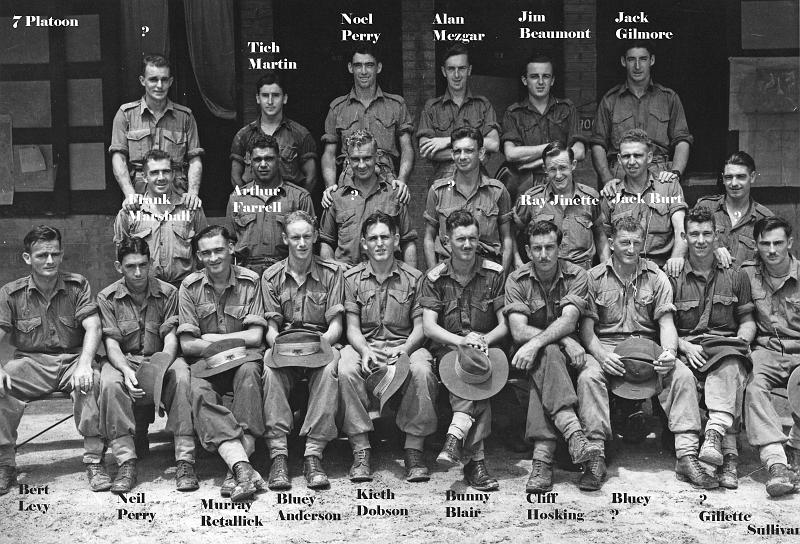 7 Platoon
?
Tich
Martin
Noel
Perry
Alan
Mezgar
Jim
Beaumont
Jack
Gilmore
Frank
Marshall
Arthur
Farrell
?
?
Ray Jinette
Jack Burt
?
Bert
Levy
Neil
Perry
Murray
Retallick
Bluey
Anderson
Kieth
Dobson
Bunny
Blair
Cliff
Hosking
Bluey
?
?
Gillette
Sullivan